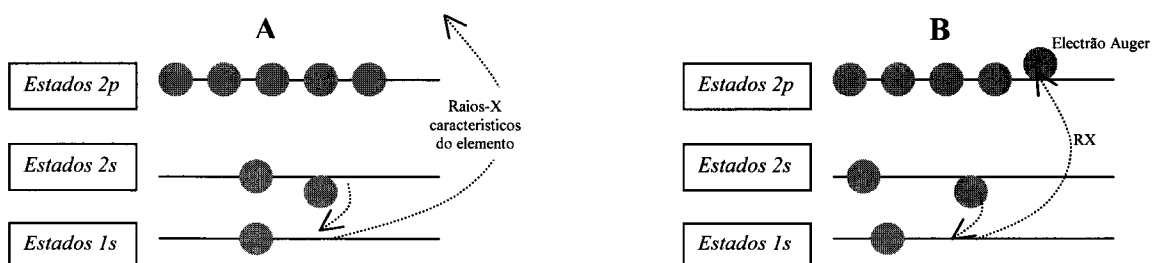 A
Estados 2p
Raios-X
característicos
do elemento
Estados 2s
Estados 1s
B
Electrão Auger
Estados 2p
RX
Estados 2s
Estados 1s